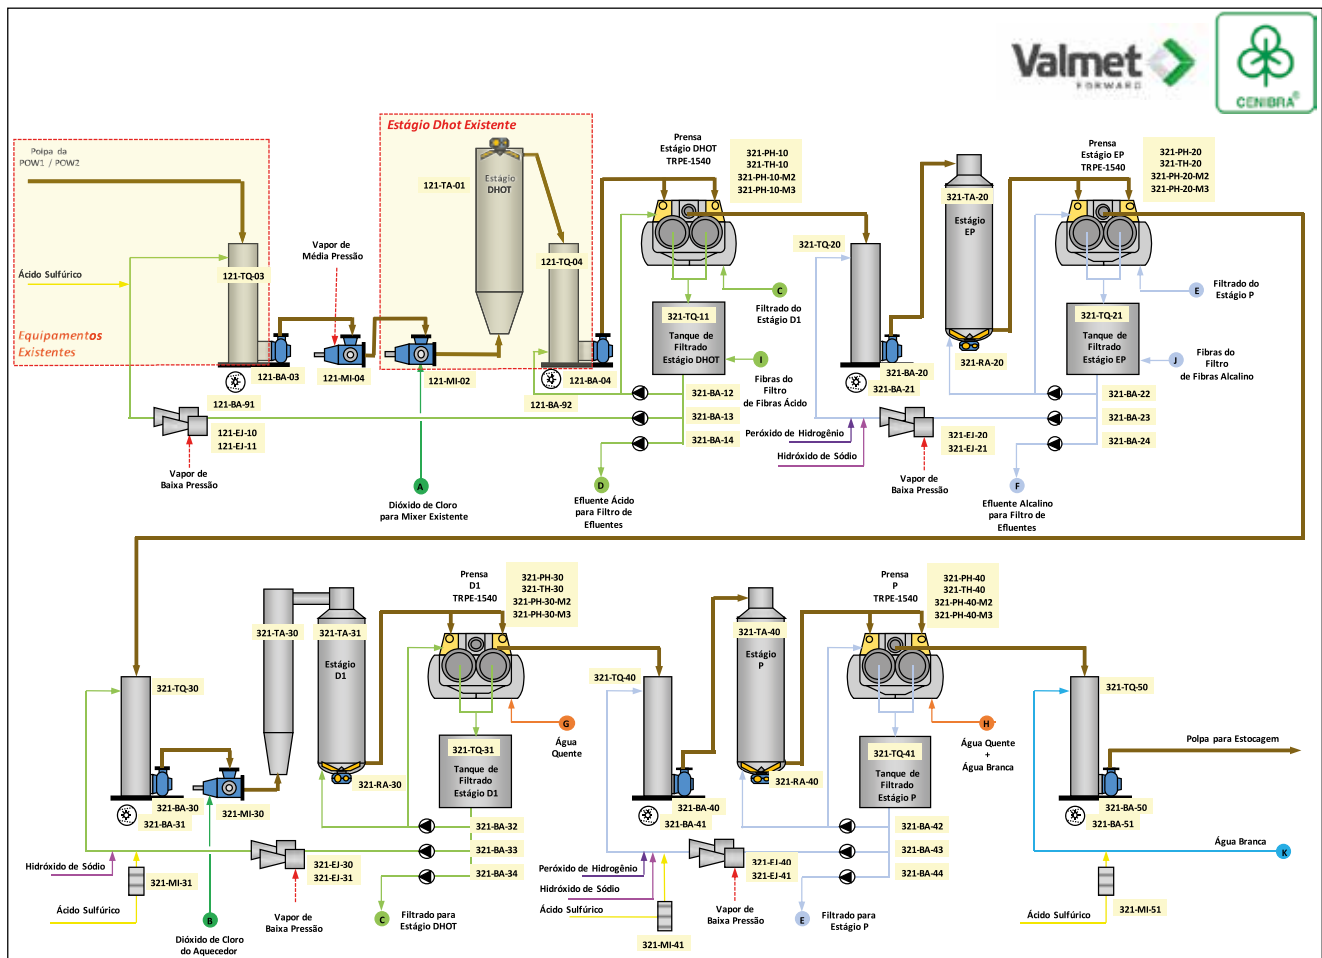 Valmet
FORWARD
CENIBRA®
Polpa da
POW1 / POW2
Ácido Sulfúrico
Equipamentos
Existentes
121-TQ-03
121-BA-03
121-BA-91
121-EJ-10
121-EJ-11
Vapor de
Baixa Pressão
Vapor de
Média Pressão
121-MI-04
121-MI-02
Estágio Dhot Existente
121-TA-01
Estágio
DHOT
121-TQ-04
121-BA-04
121-BA-92
A
Dióxido de Cloro
para Mixer Existente
Prensa
Estágio DHOT
TRPE-1540
321-PH-10
321-TH-10
321-PH-10-M2
321-PH-10-M3
C
Filtrado do
Estágio D1
321-TQ-11
Tanque de
Filtrado
Estágio DHOT
I
Fibras do
Filtro
de Fibras Ácido
321-BA-12
321-BA-13
321-BA-14
D
Efluente Ácido
para Filtro de
Efluentes
321-TQ-20
321-BA-20
321-BA-21
Peróxido de Hidrogênio
Hidróxido de Sódio
321-EJ-20
321-EJ-21
Vapor de
Baixa Pressão
321-TA-20
Estágio
EP
321-RA-20
Prensa
Estágio EP
TRPE-1540
321-PH-20
321-TH-20
321-PH-20-M2
321-PH-20-M3
E
Filtrado do
Estágio P
321-TQ-21
Tanque de
Filtrado
Estágio EP
J
Fibras do
Filtro
de Fibras Alcalino
321-BA-22
321-BA-23
321-BA-24
F
Efluente Alcalino
para Filtro de
Efluentes
321-TQ-30
321-BA-30
321-BA-31
321-MI-30
Hidróxido de Sódio
321-MI-31
Ácido Sulfúrico
B
Dióxido de Cloro
do Aquecedor
321-TA-30
321-TA-31
Estágio
D1
321-RA-30
321-EJ-30
321-EJ-31
Vapor de
Baixa Pressão
Prensa
D1
TRPE-1540
321-PH-30
321-TH-30
321-PH-30-M2
321-PH-30-M3
G
Água
Quente
321-TQ-31
Tanque de
Filtrado
Estágio D1
321-BA-32
321-BA-33
321-BA-34
C
Filtrado para
Estágio DHOT
321-TQ-40
321-BA-40
321-BA-41
Peróxido de Hidrogênio
Hidróxido de Sódio
Ácido Sulfúrico
321-MI-41
321-EJ-40
321-EJ-41
Vapor de
Baixa Pressão
321-TA-40
Estágio
P
321-RA-40
Prensa
P
TRPE-1540
321-PH-40
321-TH-40
321-PH-40-M2
321-PH-40-M3
H
Água Quente
+
Água Branca
321-TQ-41
Tanque de
Filtrado
Estágio P
321-BA-42
321-BA-43
321-BA-44
E
Filtrado para
Estágio P
321-TQ-50
Polpa para Estocagem
321-BA-50
321-BA-51
Água Branca
K
Ácido Sulfúrico
321-MI-51